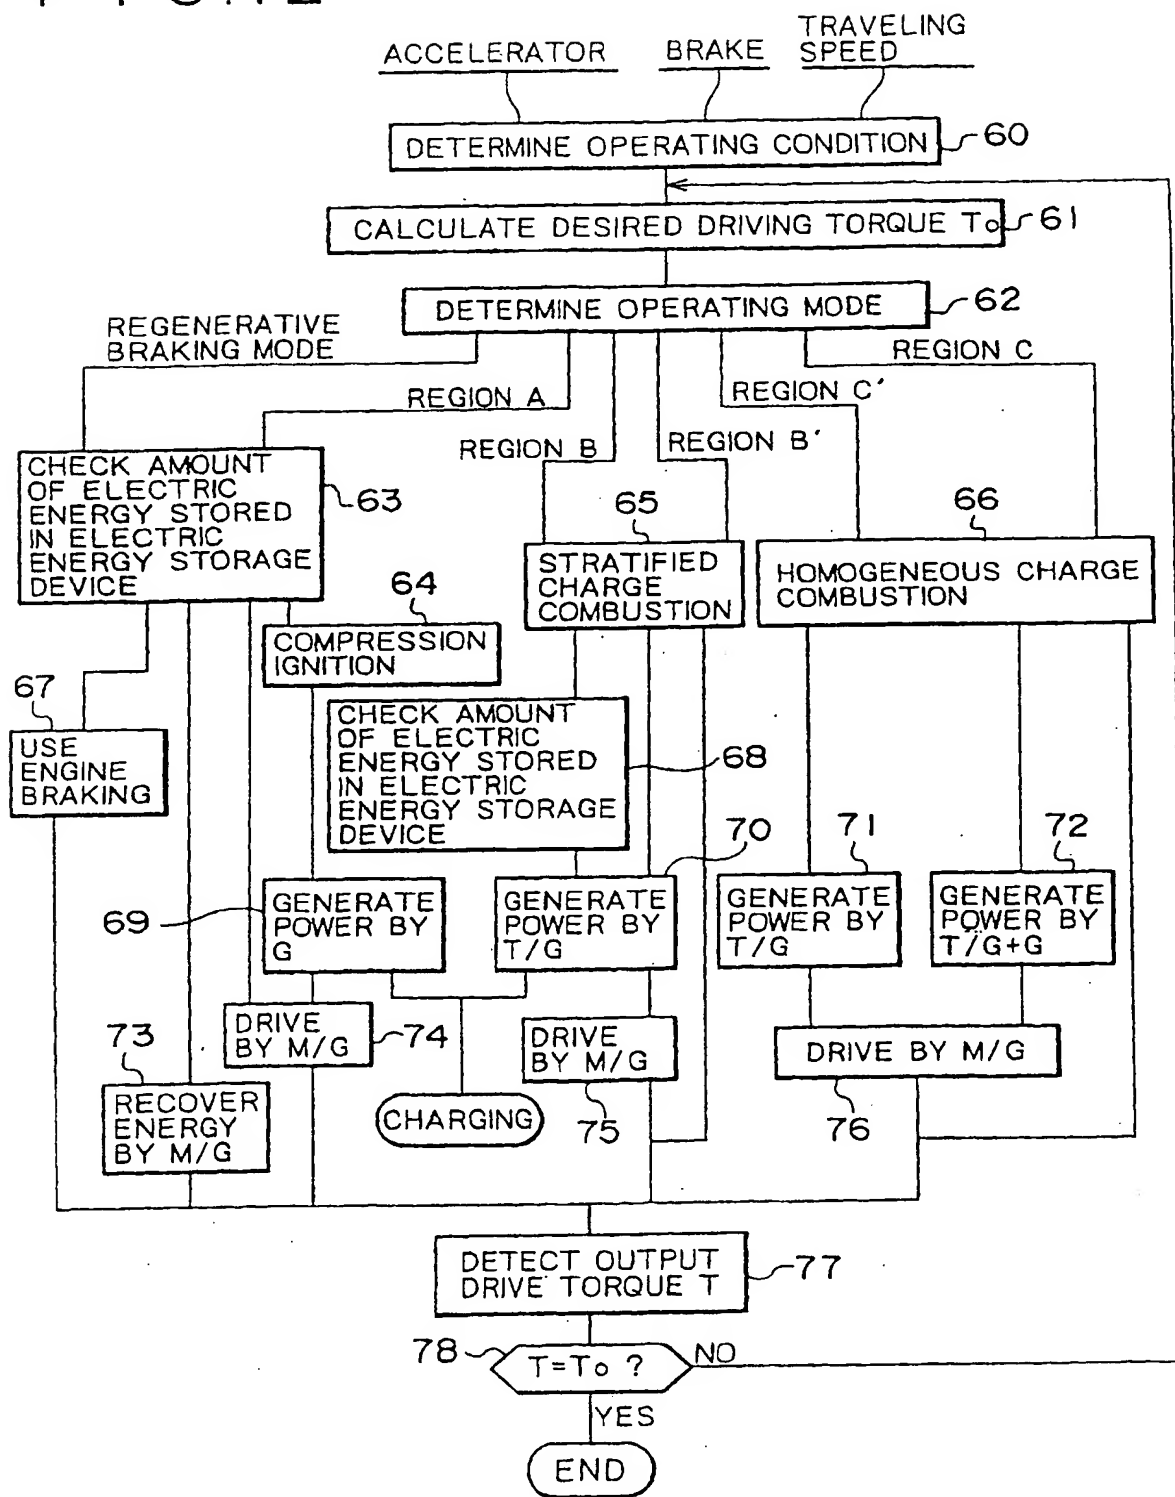 TRAVELING
ACCELERATOR BRAKE SPEED
DETERMINE OPERATING CONDITION 60
CALCULATE DESIRED DRIVING TORQUE To 61
DETERMINE OPERATING MODE 62
REGENERATIVE
BRAKING MODE
REGION C
REGION A
REGION C'
REGION B
REGION B'
CHECK AMOUNT
OF ELECTRIC
ENERGY STORED
IN ELECTRIC
ENERGY STORAGE
DEVICE
63
65
STRATIFIED
CHARGE
COMBUSTION
66
HOMOGENEOUS CHARGE
COMBUSTION
64
COMPRESSION
IGNITION
67
USE
ENGINE
BRAKING
CHECK AMOUNT
OF ELECTRIC
ENERGY STORED
IN ELECTRIC
ENERGY STORAGE
DEVICE
68
69
GENERATE
POWER BY
G
70
GENERATE
POWER BY
T/G
71
GENERATE
POWER BY
T/G
72
GENERATE
POWER BY
T/G+G
73
RECOVER
ENERGY
BY M/G
DRIVE
BY M/G
74
CHARGING
DRIVE
BY M/G
75
DRIVE BY M/G
76
DETECT OUTPUT
DRIVE TORQUE T
77
78
T=To ?
NO
YES
END